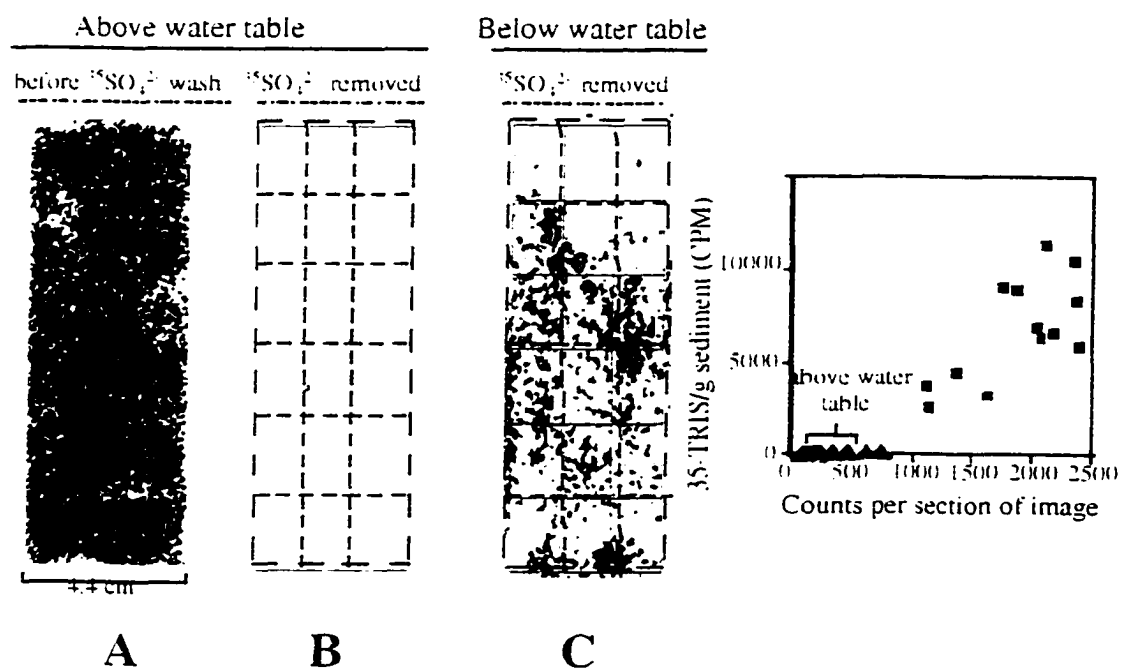 Above water table
Below water table
before ³⁵SO₄²⁻ wash
³⁵SO₄²⁻ removed
³⁵SO₄²⁻ removed
4.4 cm
A
B
C
35-TRIS/g sediment (CPM)
10000
5000
0
above water
table
0 500 1000 1500 2000 2500
Counts per section of image